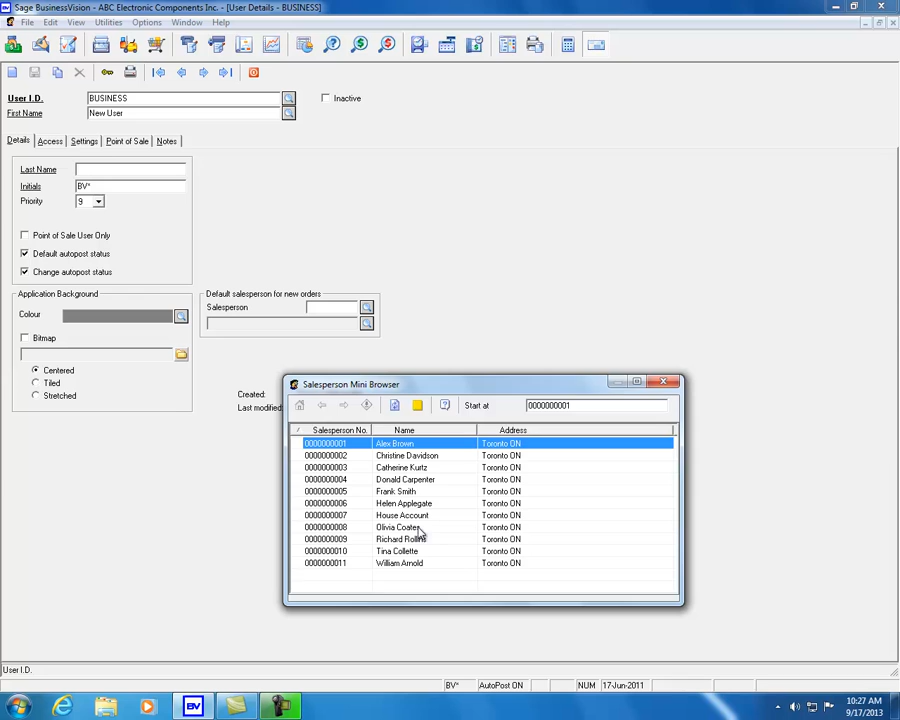 Sage BusinessVision - ABC Electronic Components Inc. - [User Details - BUSINESS]
File Edit View Utilities Options Window Help
User I.D. BUSINESS Inactive
First Name New User
Details Access Settings Point of Sale Notes
Last Name
Initials BV*
Priority 9
Point of Sale User Only
Default autopost status
Change autopost status
Application Background
Colour
Bitmap
Centered
Tiled
Stretched
Default salesperson for new orders
Salesperson
Created:
Last modified:
Salesperson Mini Browser
Start at 0000000001
Salesperson No. Name Address
0000000001 Alex Brown Toronto ON
0000000002 Christine Davidson Toronto ON
0000000003 Catherine Kurtz Toronto ON
0000000004 Donald Carpenter Toronto ON
0000000005 Frank Smith Toronto ON
0000000006 Helen Applegate Toronto ON
0000000007 House Account Toronto ON
0000000008 Olivia Coates Toronto ON
0000000009 Richard Rollins Toronto ON
0000000010 Tina Collette Toronto ON
0000000011 William Arnold Toronto ON
User I.D.
BV* AutoPost ON NUM 17-Jun-2011
BV
10:27 AM
9/17/2013